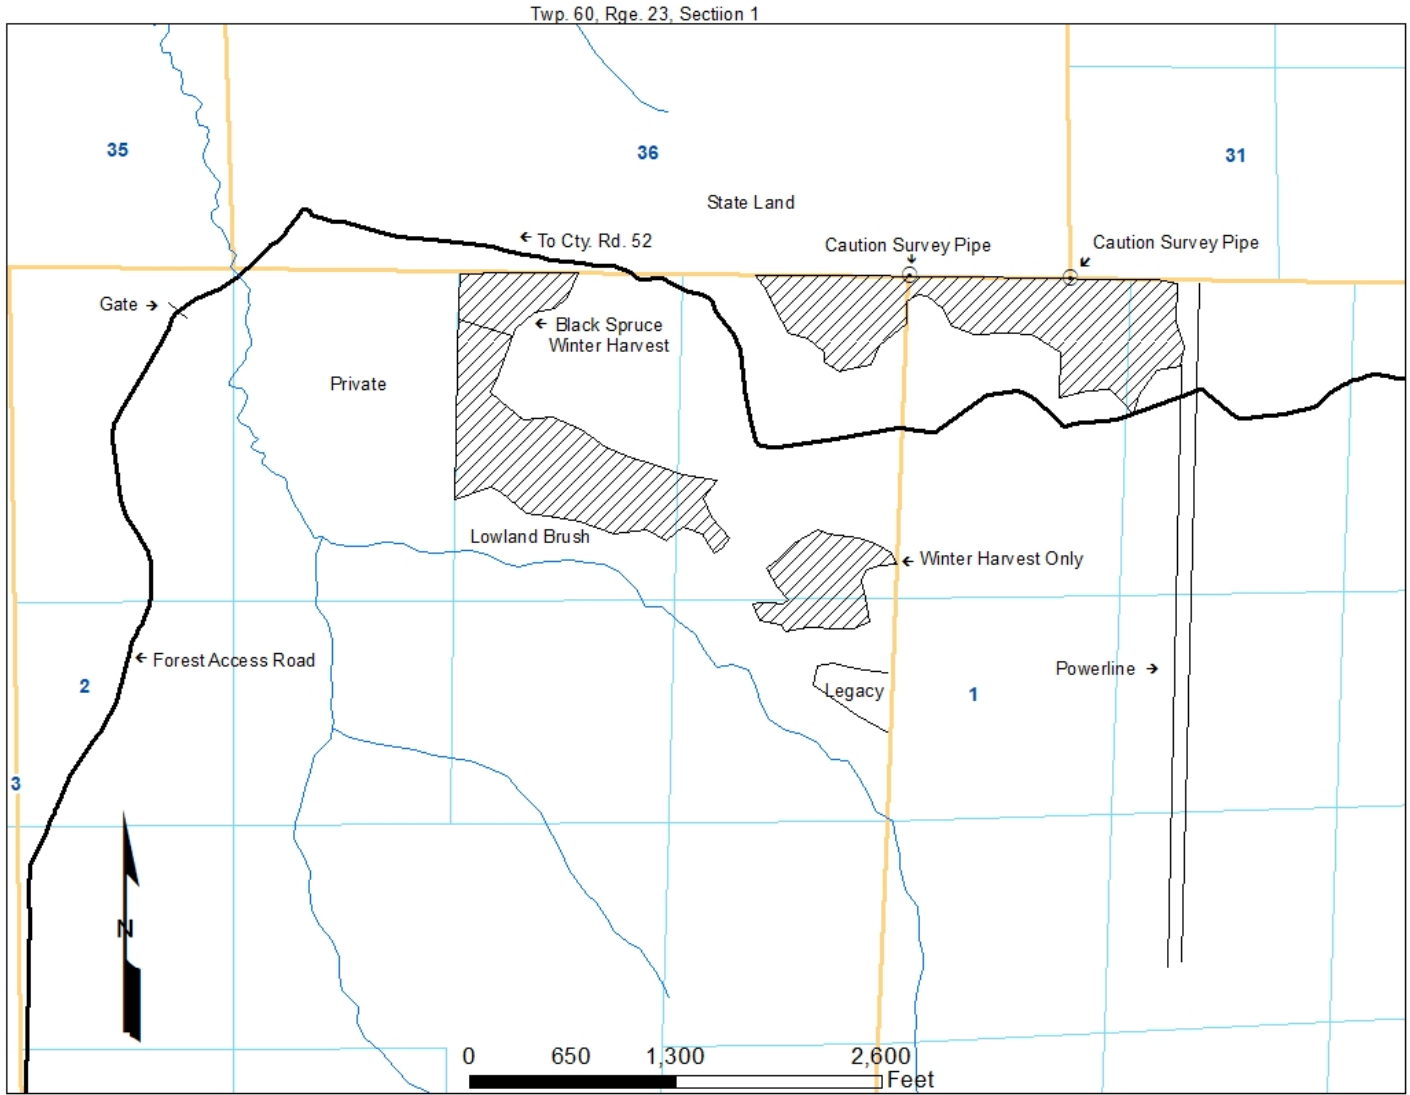 Twp. 60, Rge. 23, Sectiion 1
35
36
31
State Land
To Cty. Rd. 52
Caution Survey Pipe
Caution Survey Pipe
Gate
Black Spruce
Winter Harvest
Private
Lowland Brush
Winter Harvest Only
Forest Access Road
Powerline
2
Legacy
1
3
N
0 650 1,300 2,600
Feet